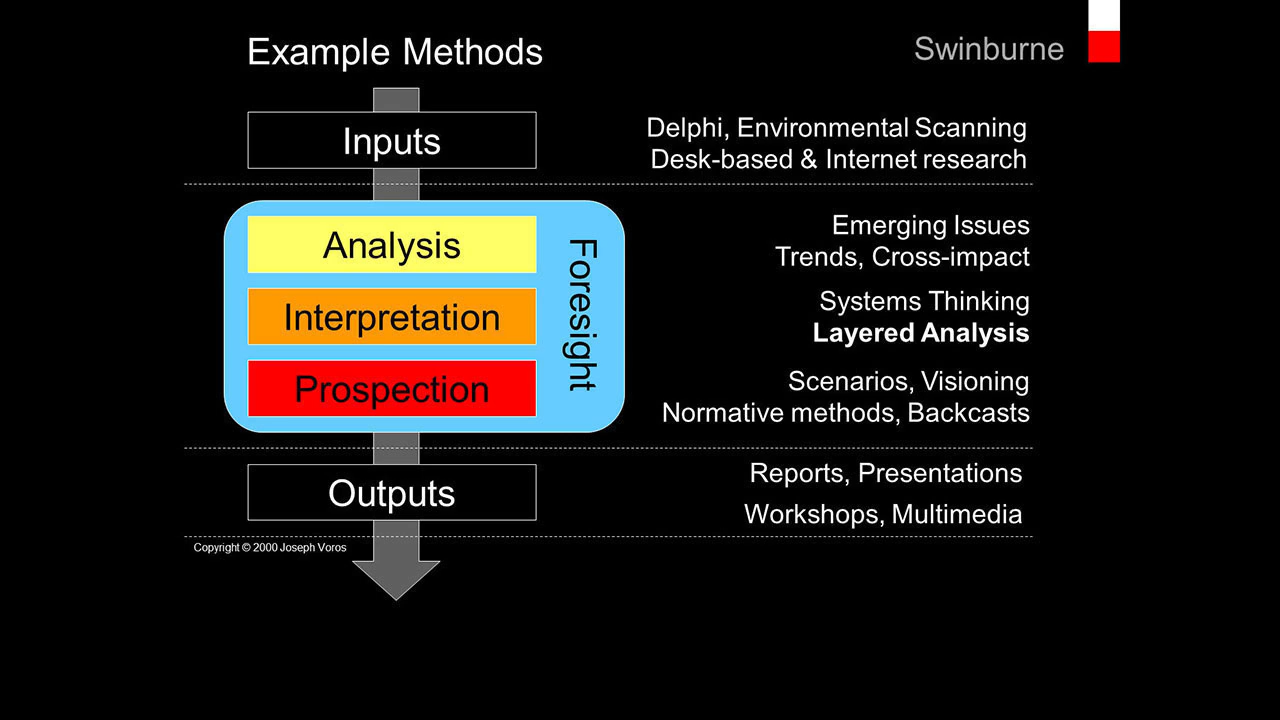 Example Methods
Swinburne
Inputs
Delphi, Environmental Scanning
Desk-based & Internet research
Analysis
Emerging Issues
Trends, Cross-impact
Interpretation
Systems Thinking
Layered Analysis
Prospection
Scenarios, Visioning
Normative methods, Backcasts
Foresight
Outputs
Reports, Presentations
Workshops, Multimedia
Copyright © 2000 Joseph Voros